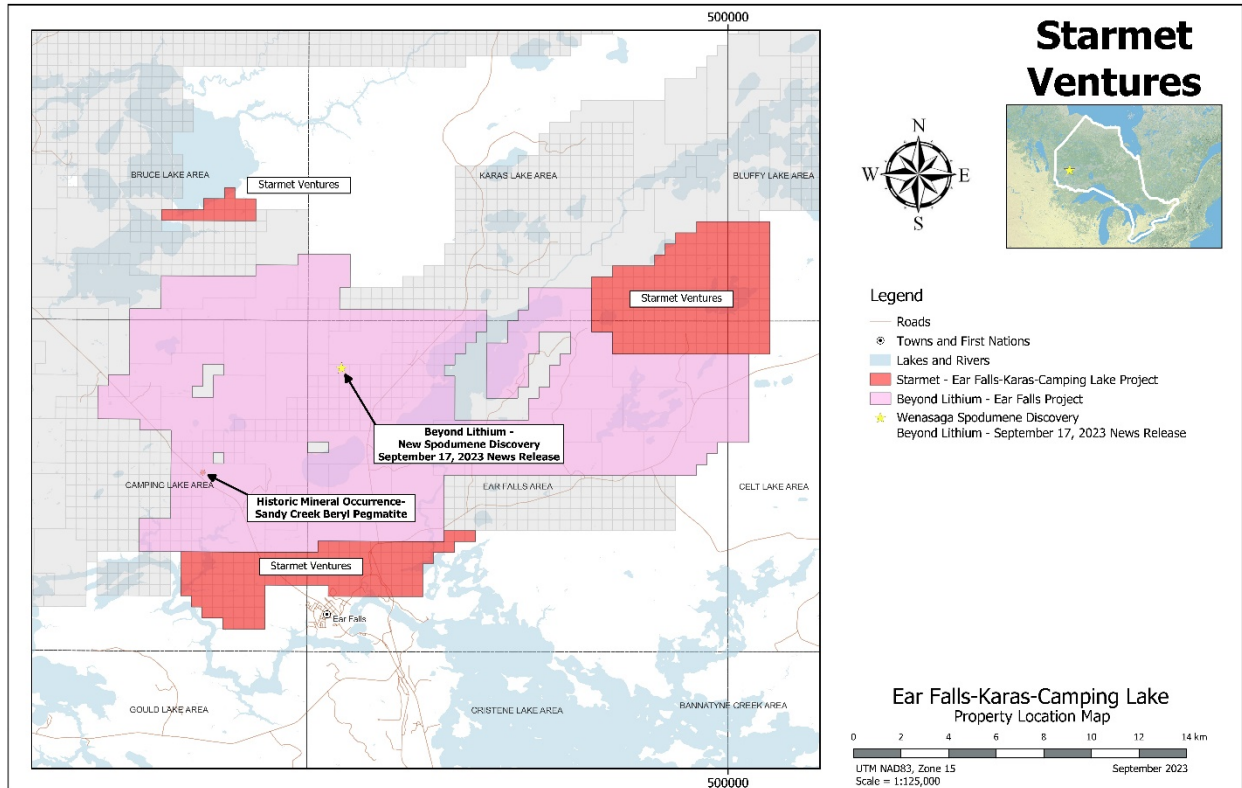 500000
Starmet
Ventures
N
W
E
S
BRUCE LAKE AREA
KARAS LAKE AREA
BLUFFY LAKE AREA
Starmet Ventures
Starmet Ventures
Beyond Lithium -
New Spodumene Discovery
September 17, 2023 News Release
CAMPING LAKE AREA
EAR FALLS AREA
CELT LAKE AREA
Historic Mineral Occurrence-
Sandy Creek Beryl Pegmatite
Starmet Ventures
Ear Falls
GOULD LAKE AREA
CRISTENE LAKE AREA
BANNATYNE CREEK AREA
500000
Legend
Roads
Towns and First Nations
Lakes and Rivers
Starmet - Ear Falls-Karas-Camping Lake Project
Beyond Lithium - Ear Falls Project
Wenasaga Spodumene Discovery
Beyond Lithium - September 17, 2023 News Release
Ear Falls-Karas-Camping Lake
Property Location Map
0 2 4 6 8 10 12 14 km
UTM NAD83, Zone 15
September 2023
Scale = 1:125,000